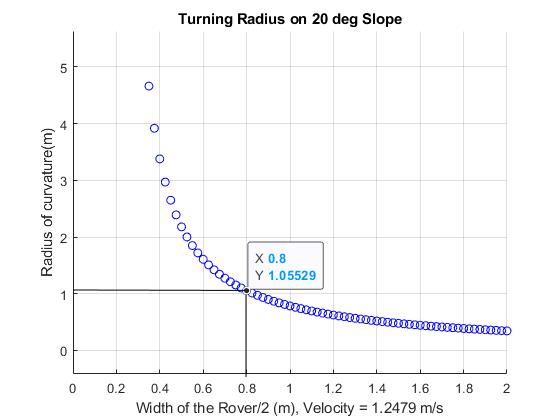 Turning Radius on 20 deg Slope
Radius of curvature(m)
5
4
3
2
1
0
X 0.8
Y 1.05529
0 0.2 0.4 0.6 0.8 1 1.2 1.4 1.6 1.8 2
Width of the Rover/2 (m), Velocity = 1.2479 m/s